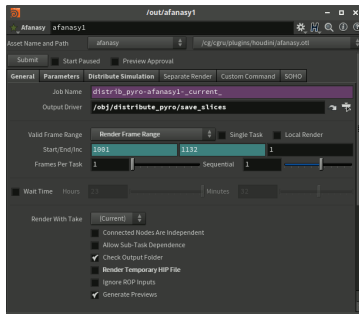 /out/afanasy1
Afanasy afanasy1
Asset Name and Path afanasy /cg/cgru/plugins/houdini/afanasy.otl
Submit Start Paused Preview Approval
General Parameters Distribute Simulation Separate Render Custom Command SOHO
Job Name distrib_pyro-afanasy1-_current_
Output Driver /obj/distribute_pyro/save_slices
Valid Frame Range Render Frame Range Single Task Local Render
Start/End/Inc 1001 1132 1
Frames Per Task 1 Sequential 1
Wait Time Hours 23 Minutes
Render With Take (Current)
Connected Nodes Are Independent
Allow Sub-Task Dependence
Check Output Folder
Render Temporary HIP File
Ignore ROP Inputs
Generate Previews